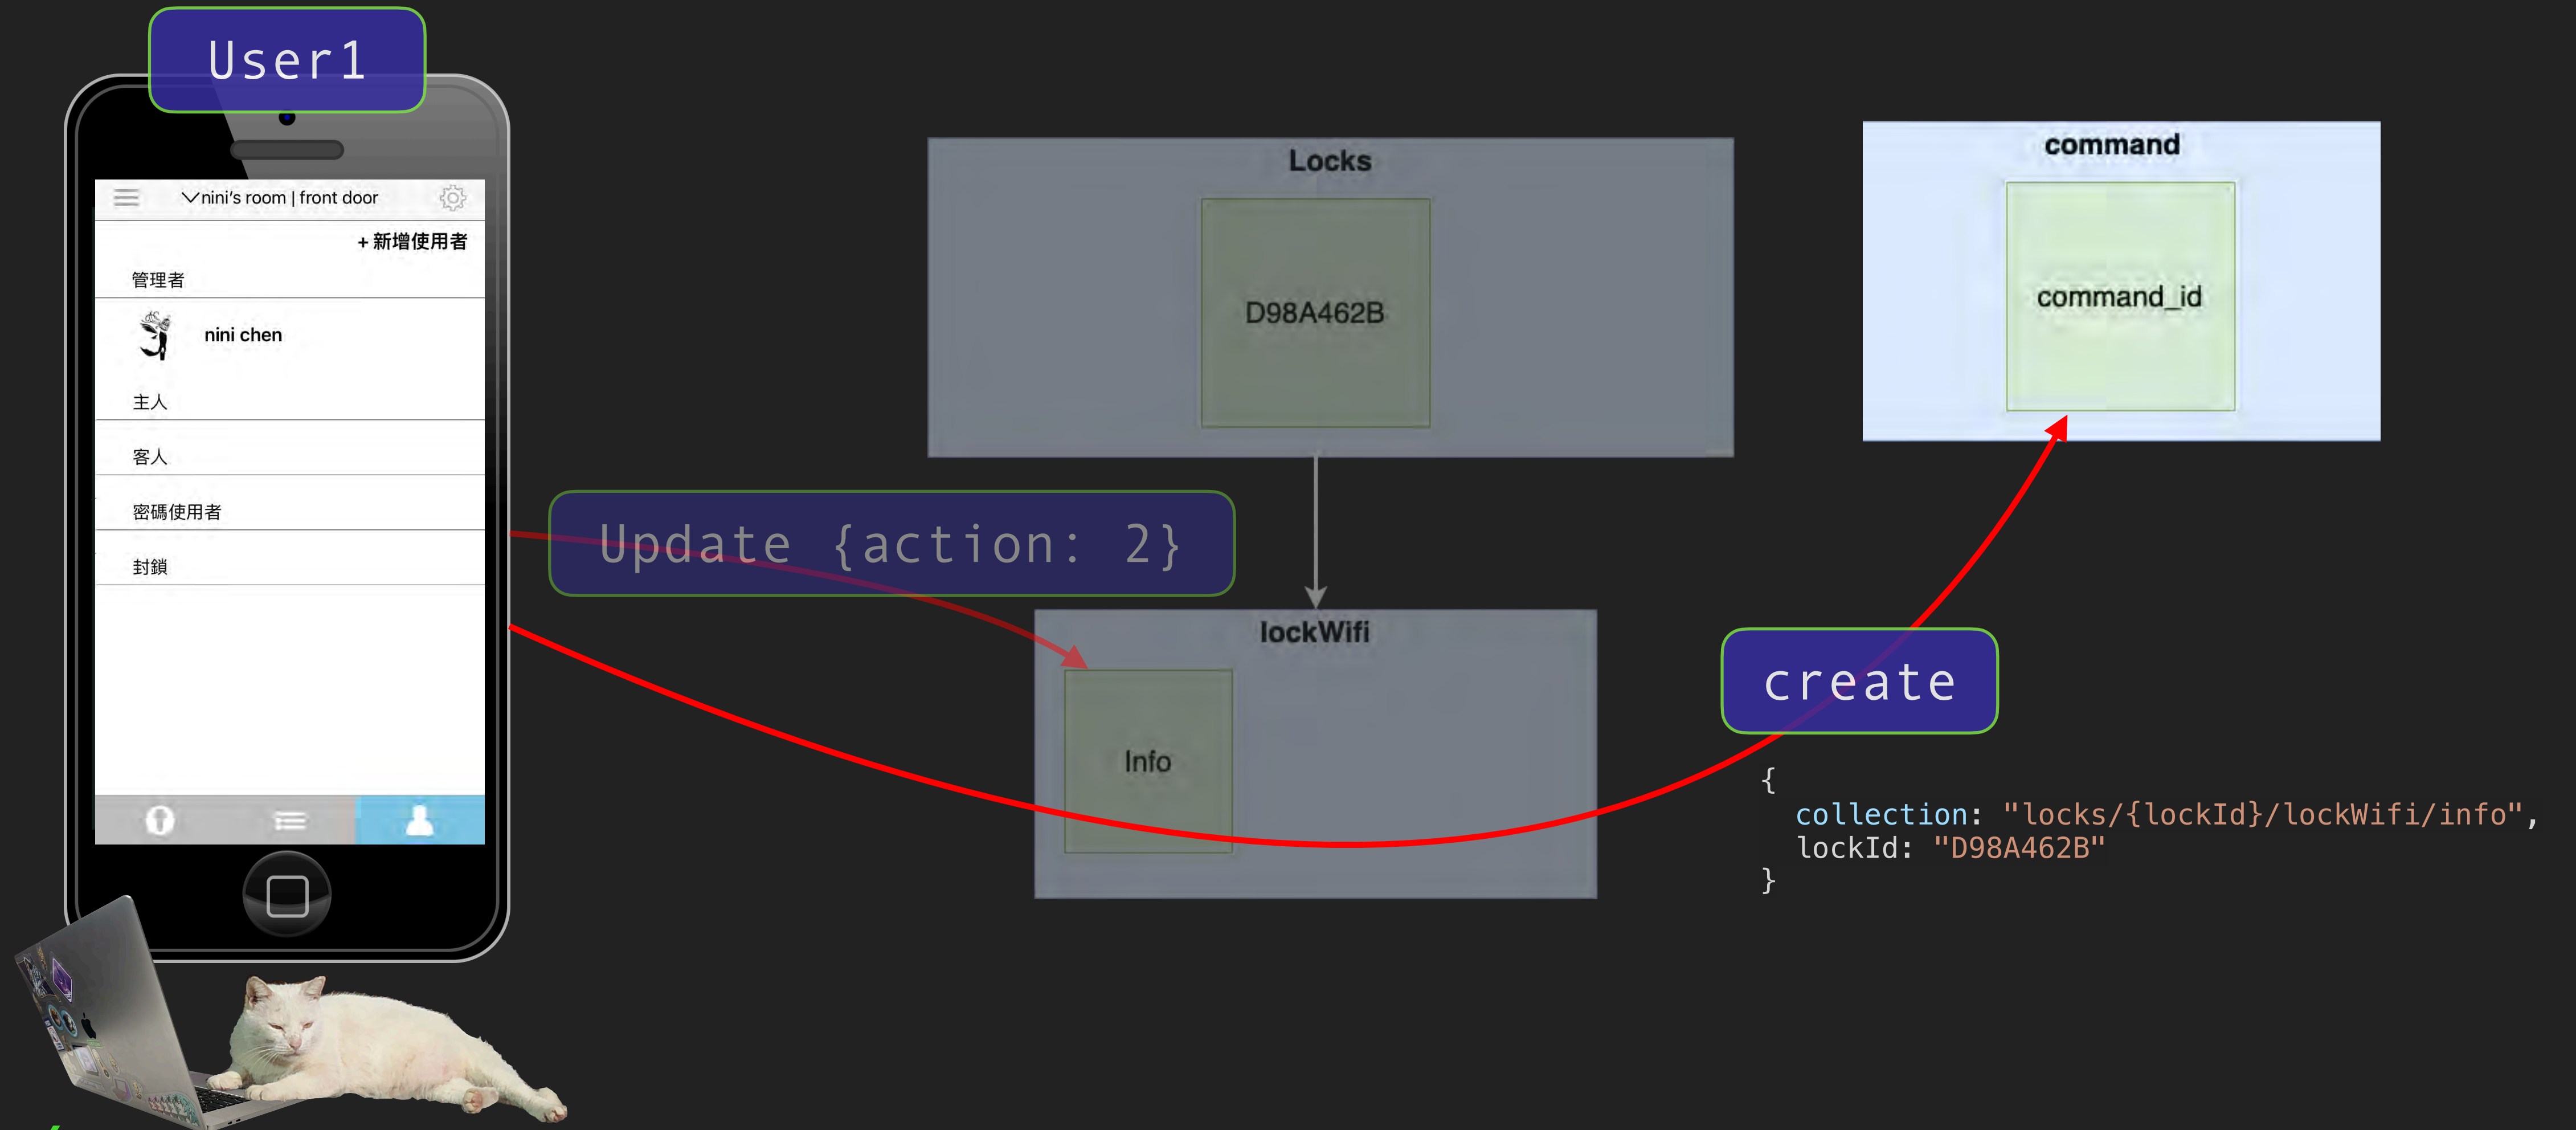 User1
nini's room | front door
+ 新增使用者
管理者
nini chen
主人
客人
密碼使用者
封鎖
Locks
D98A462B
command
command_id
Update {action: 2}
lockWifi
Info
create
{
collection: "locks/{lockId}/lockWifi/info",
lockId: "D98A462B"
}